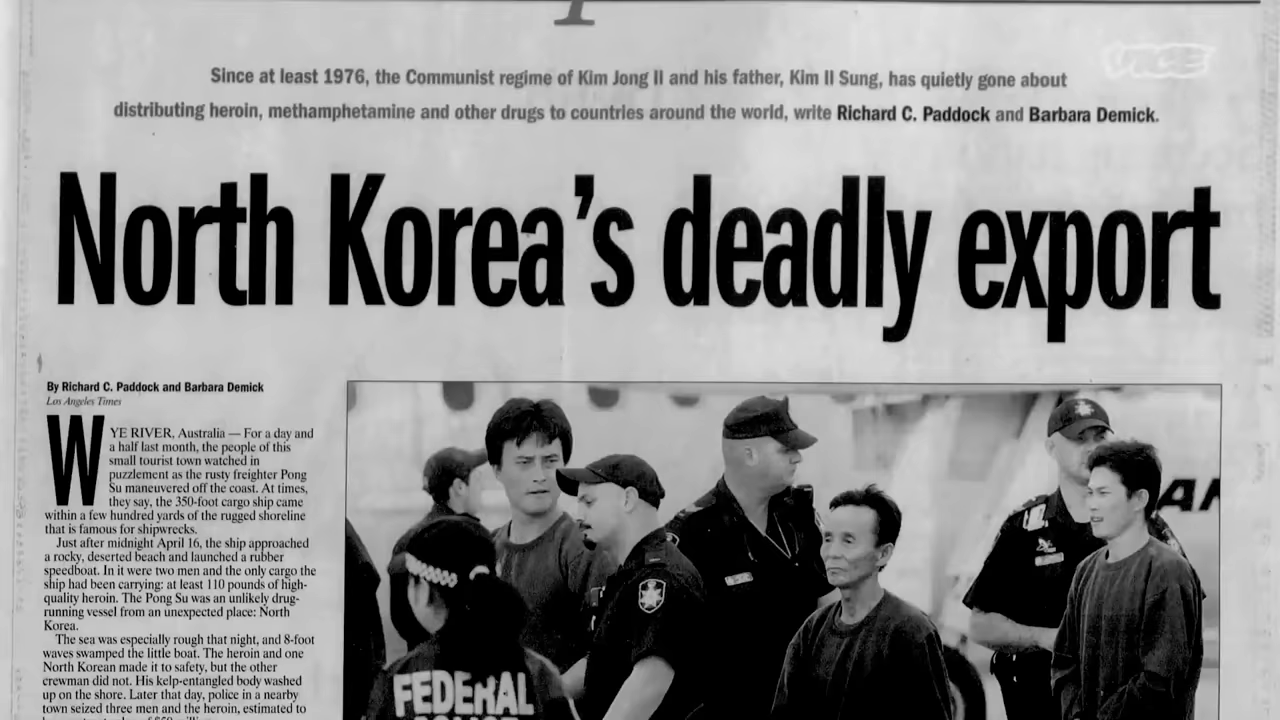 VICE
Since at least 1976, the Communist regime of Kim Jong Il and his father, Kim Il Sung, has quietly gone about
distributing heroin, methamphetamine and other drugs to countries around the world, write Richard C. Paddock and Barbara Demick.
North Korea's deadly export
By Richard C. Paddock and Barbara Demick
Los Angeles Times
WYE RIVER, Australia — For a day and
a half last month, the people of this
small tourist town watched in
puzzlement as the rusty freighter Pong
Su maneuvered off the coast. At times,
they say, the 350-foot cargo ship came
within a few hundred yards of the rugged shoreline
that is famous for shipwrecks.
Just after midnight April 16, the ship approached
a rocky, deserted beach and launched a rubber
speedboat. In it were two men and the only cargo the
ship had been carrying: at least 110 pounds of high-
quality heroin. The Pong Su was an unlikely drug-
running vessel from an unexpected place: North
Korea.
The sea was especially rough that night, and 8-foot
waves swamped the little boat. The heroin and one
North Korean made it to safety, but the other
crewman did not. His kelp-entangled body washed
up on the shore. Later that day, police in a nearby
town seized three men and the heroin, estimated to
FEDERAL